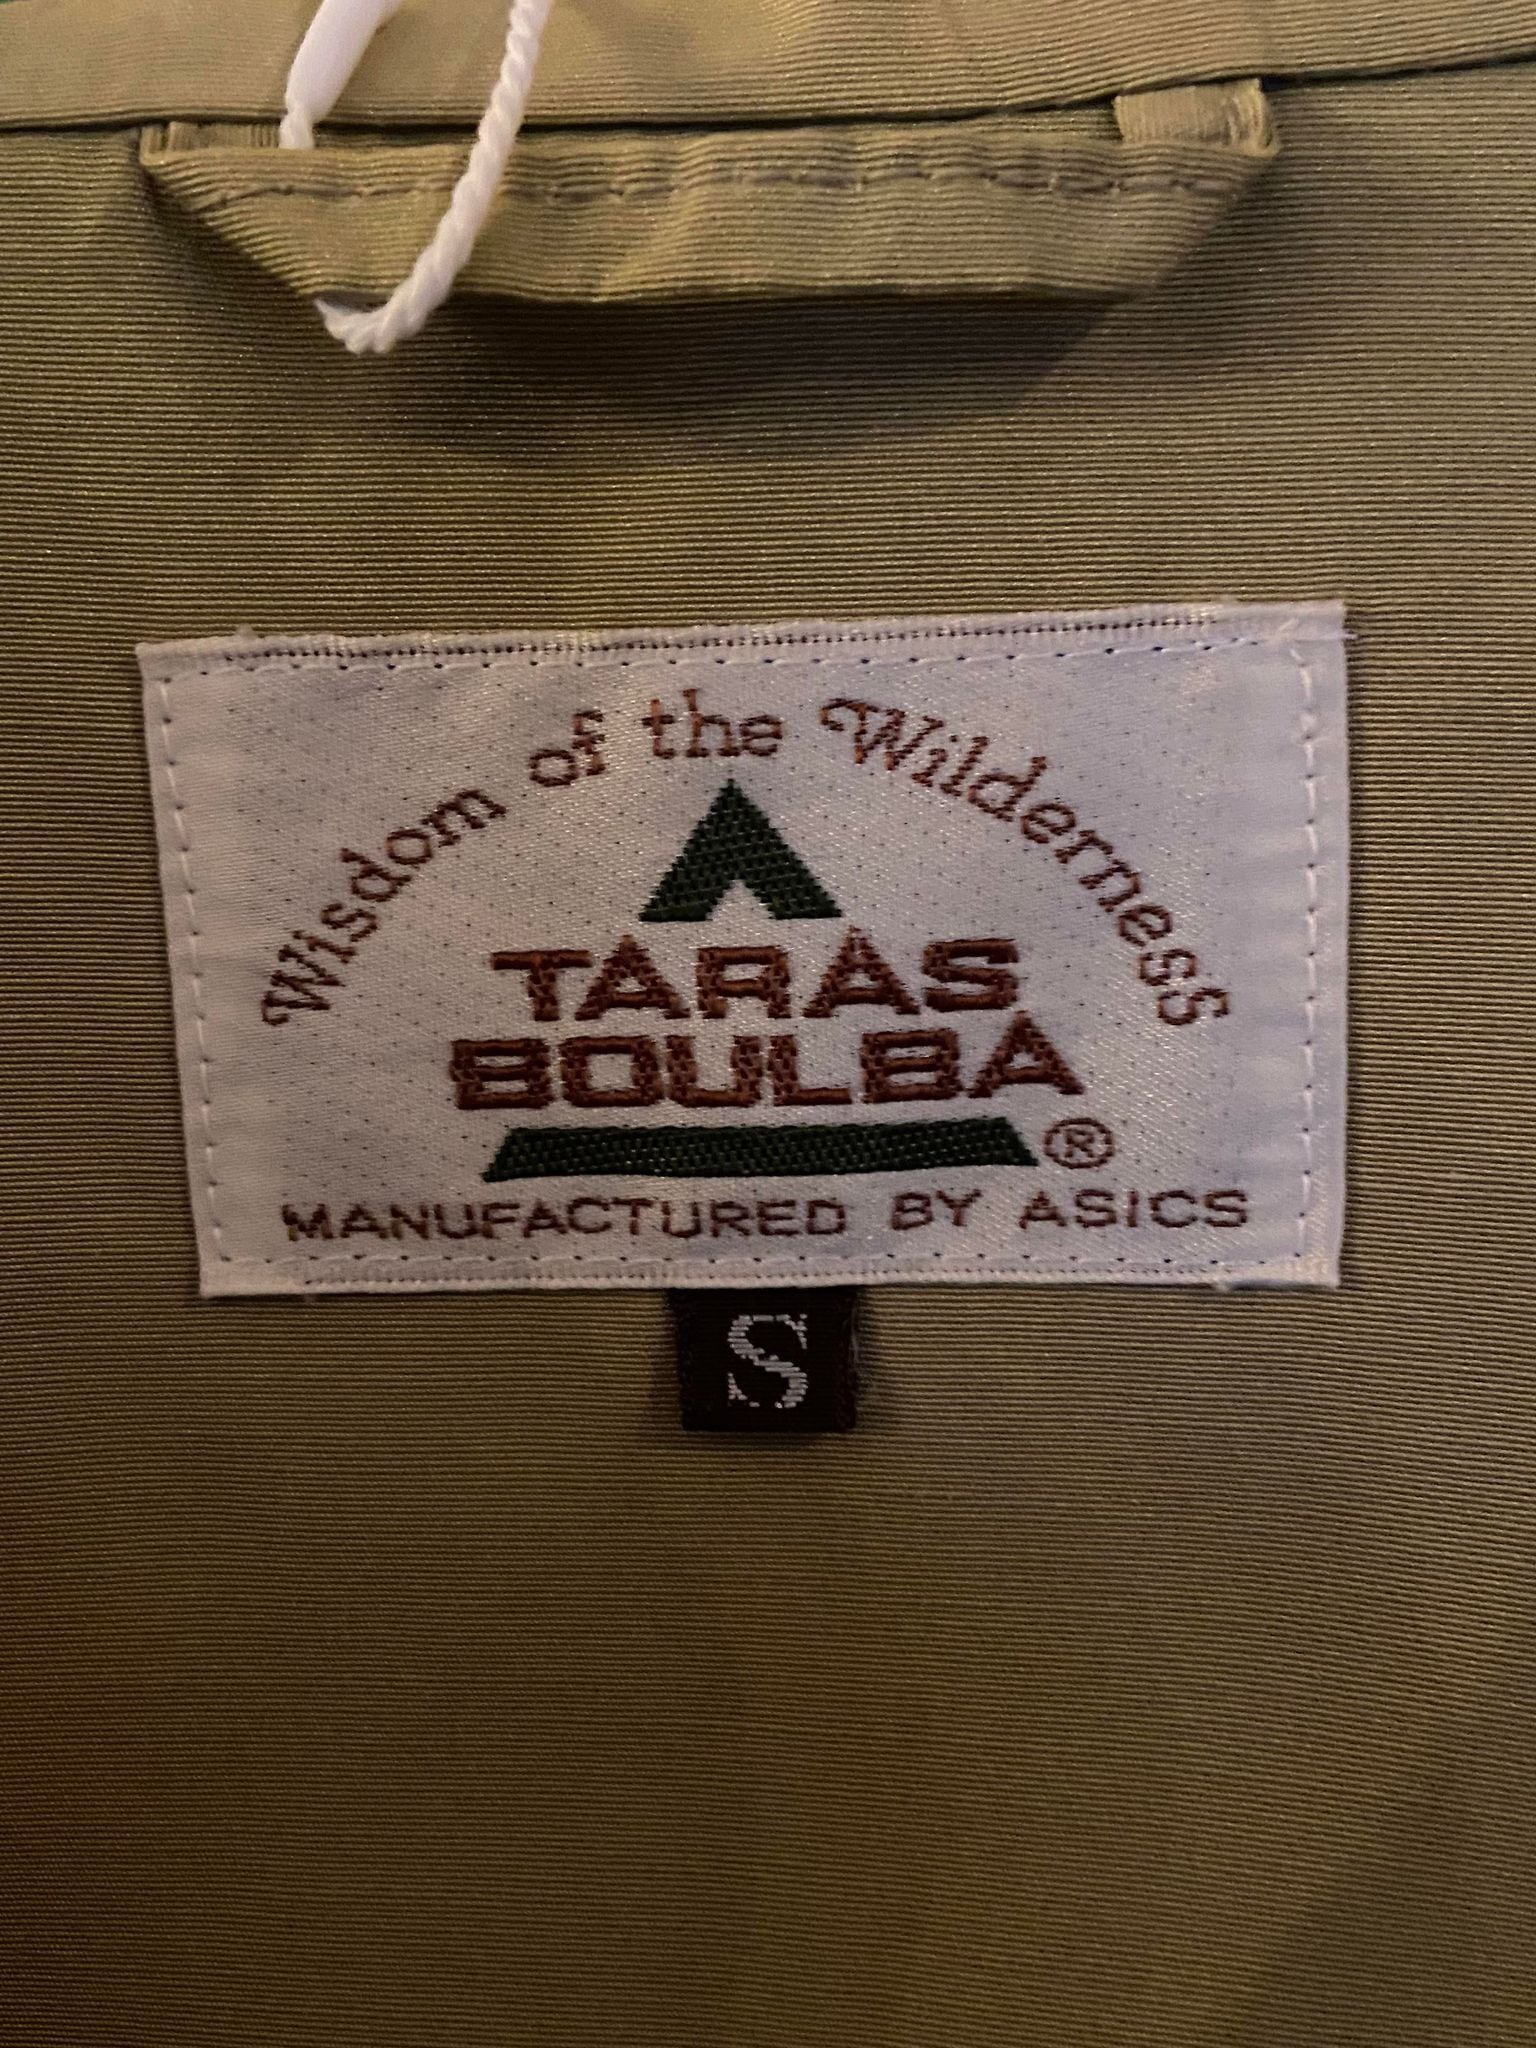 Wisdom of the Wilderness
TARAS
BOULBA®
MANUFACTURED BY ASICS
S